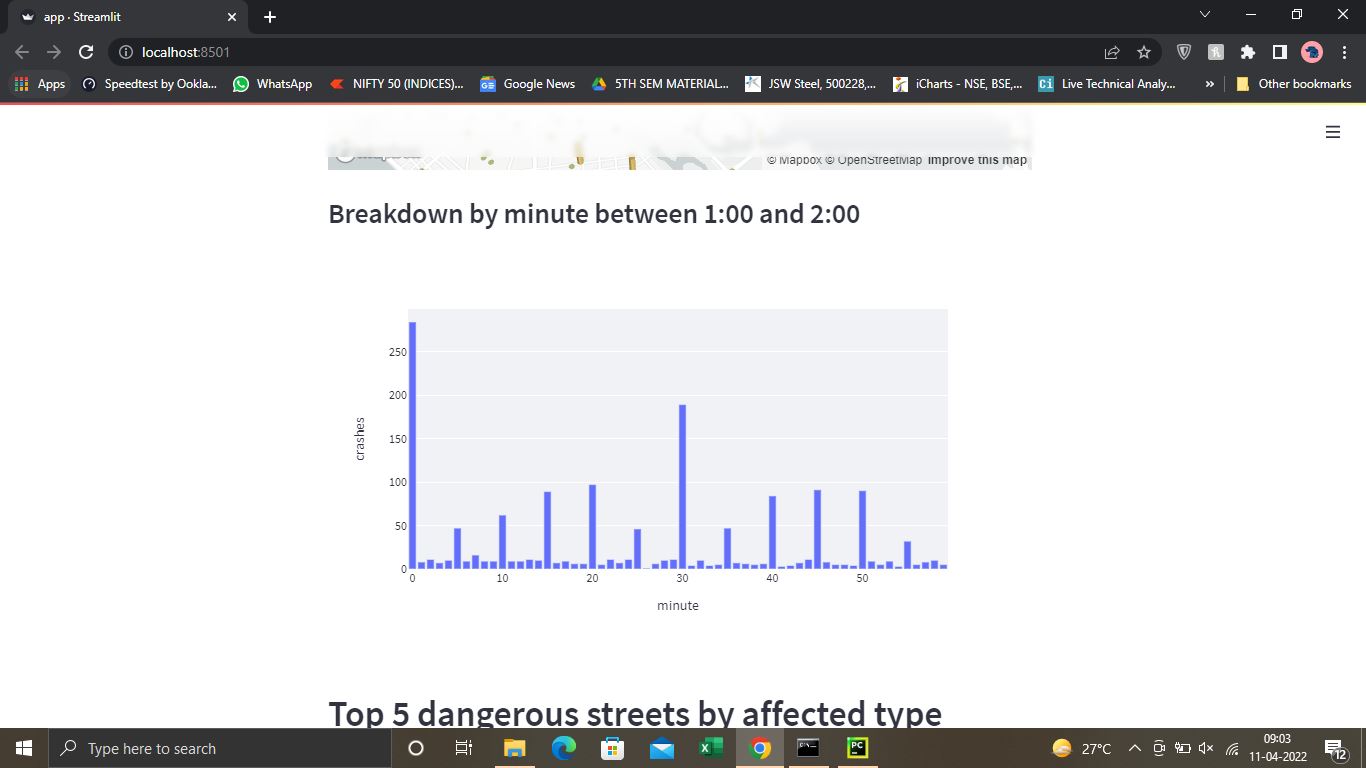 app · Streamlit
localhost:8501
Apps Speedtest by Ookla... WhatsApp NIFTY 50 (INDICES)... Google News 5TH SEM MATERIAL... JSW Steel, 500228,... iCharts - NSE, BSE,... Live Technical Analy... » Other bookmarks
© Mapbox © OpenStreetMap Improve this map
Breakdown by minute between 1:00 and 2:00
250
200
150
100
50
0
crashes
0 10 20 30 40 50
minute
Top 5 dangerous streets by affected type
Type here to search
27°C
09:03
11-04-2022
12